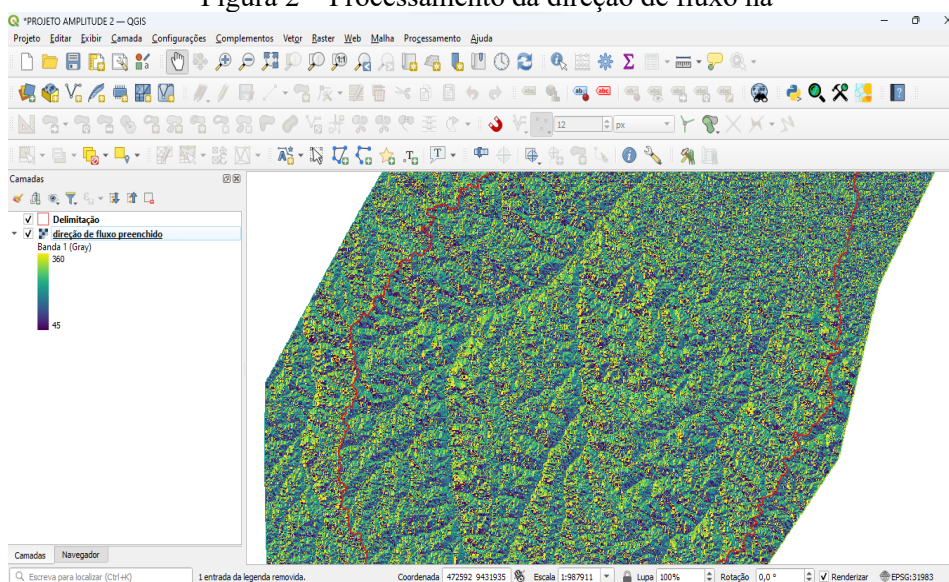 Figura 2 – Processamento da direção de fluxo na
*PROJETO AMPLITUDE 2 — QGIS
Projeto Editar Exibir Camada Configurações Complementos Vetor Raster Web Malha Processamento Ajuda
12 px
Camadas
Delimitação
direção de fluxo preenchido
Banda 1 (Gray)
360
45
Camadas Navegador
Escreva para localizar (Ctrl+K) 1 entrada da legenda removida. Coordenada 472592 9431935 Escala 1:987911 Lupa 100% Rotação 0,0 ° Renderizar EPSG:31983